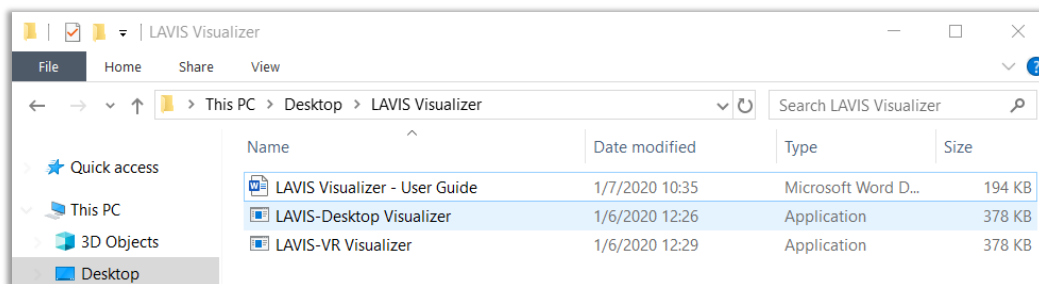 LAVIS Visualizer
File Home Share View ?
This PC > Desktop > LAVIS Visualizer Search LAVIS Visualizer
Name Date modified Type Size
Quick access
LAVIS Visualizer - User Guide 1/7/2020 10:35 Microsoft Word D... 194 KB
This PC
LAVIS-Desktop Visualizer 1/6/2020 12:26 Application 378 KB
3D Objects
LAVIS-VR Visualizer 1/6/2020 12:29 Application 378 KB
Desktop